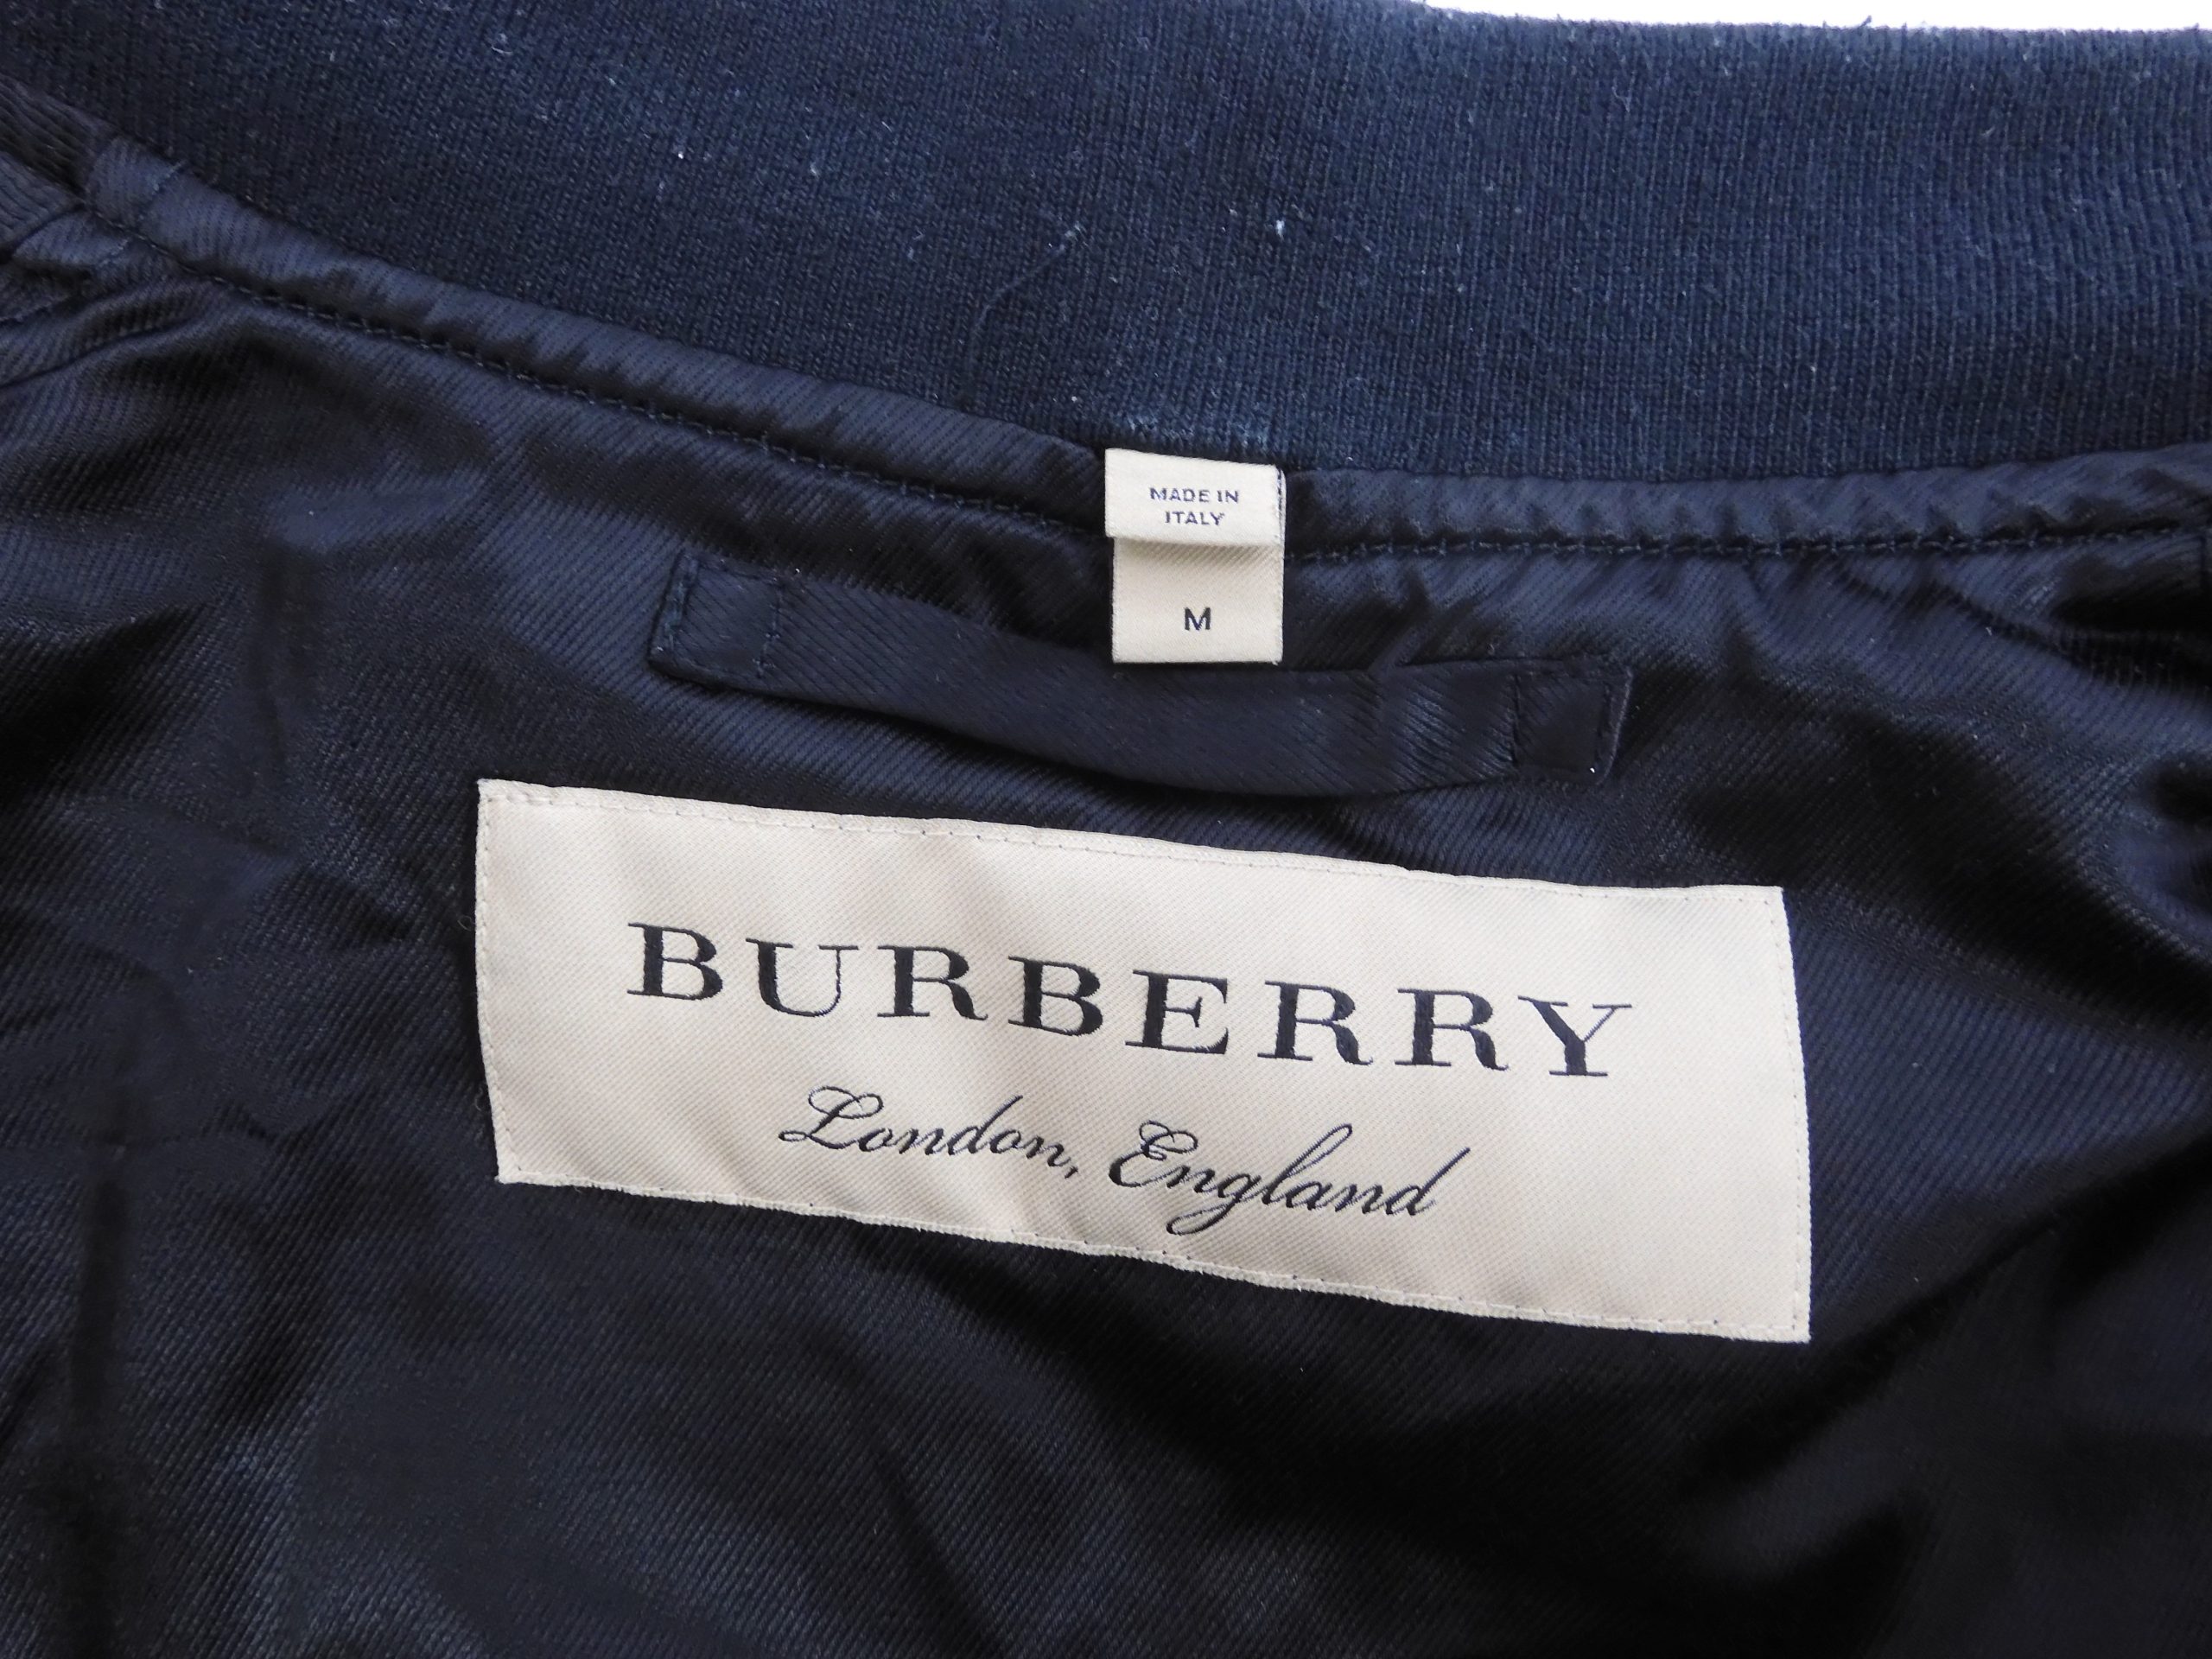 MADE IN
ITALY
M
BURBERRY
London, England